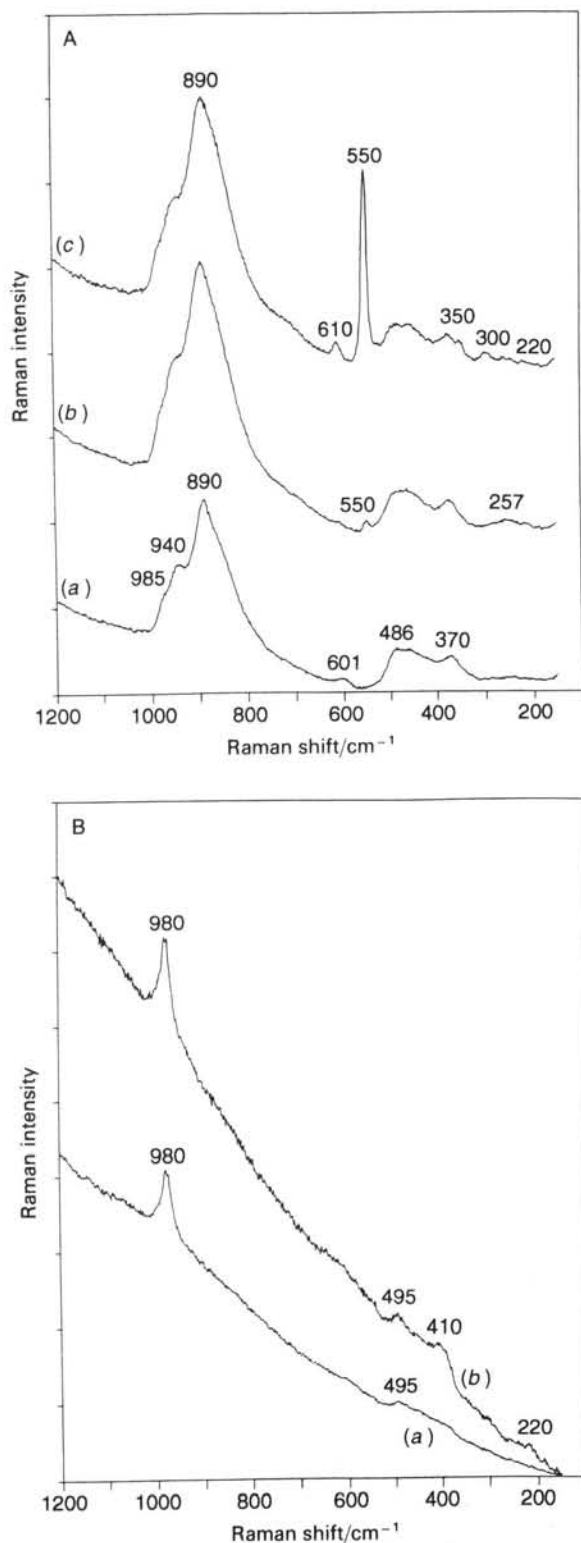 A
890
550
(c)
Raman intensity
610
350
300
220
(b)
890
550
257
940
985
(a)
486
370
601
1200
1000
800
600
400
200
Raman shift/cm⁻¹
B
980
Raman intensity
980
495
410
495
(b)
220
(a)
1200
1000
800
600
400
200
Raman shift/cm⁻¹